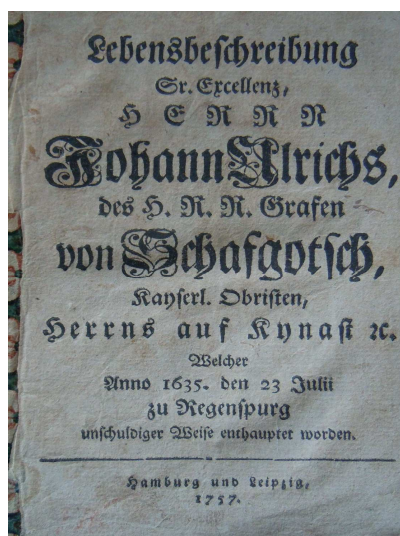 Lebensbeſchreibung
Sr. Excellenz,
HERRN
Johann Ulrichs,
des H. R. R. Grafen
von Schafgotſch,
Kayſerl. Obriſten,
Herrns auf Kynaſt ꝛc.
Welcher
Anno 1635. den 23 Julii
zu Regenſpurg
unſchuldiger Weiſe enthauptet worden.
Hamburg und Leipzig,
1757.